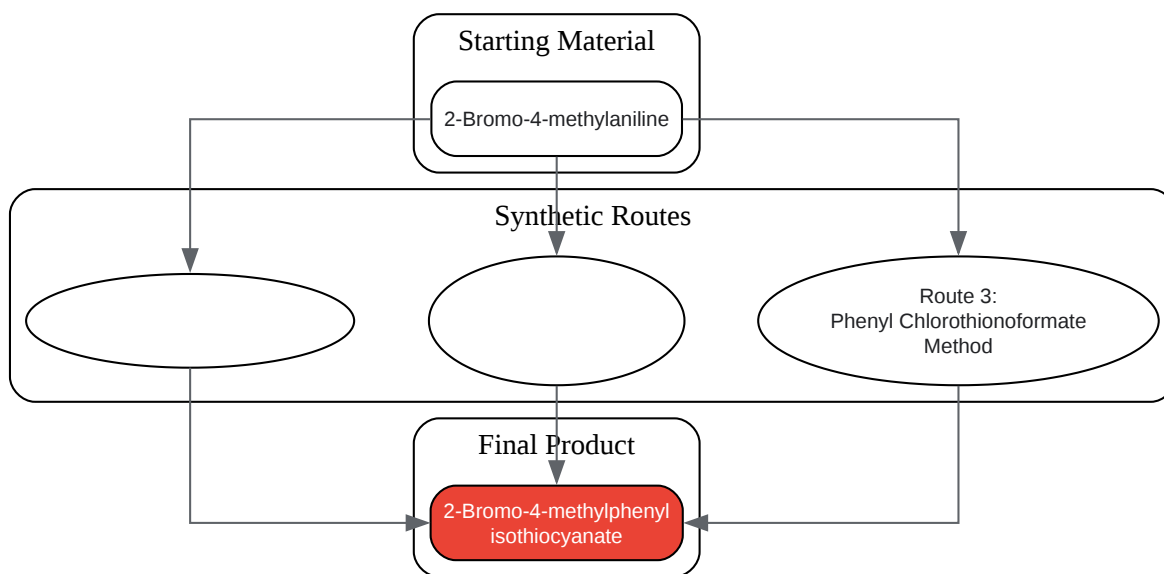 Starting Material
2-Bromo-4-methylaniline
Synthetic Routes
Route 3:
Phenyl Chlorothionoformate
Method
Final Product
2-Bromo-4-methylphenyl
isothiocyanate